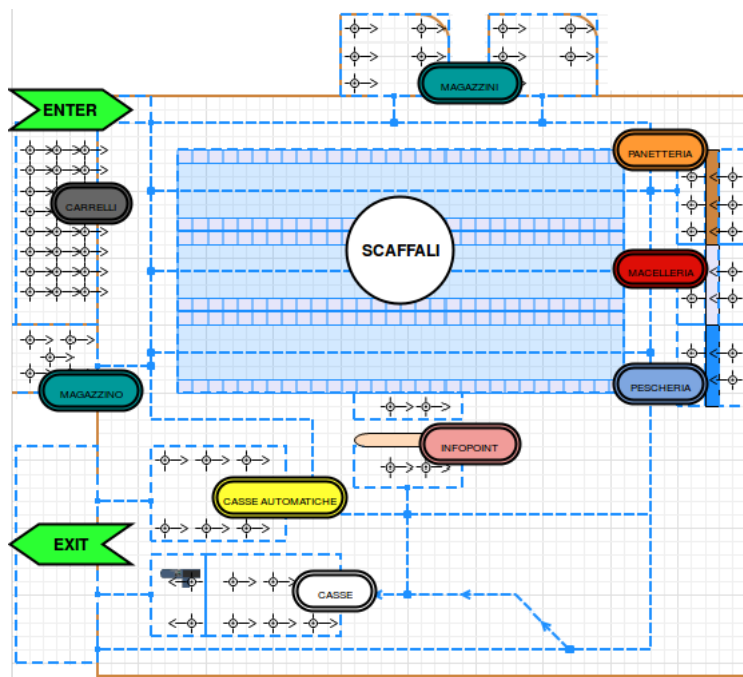 MAGAZZINI
ENTER
PANETTERIA
CARRELLI
SCAFFALI
MACELLERIA
MAGAZZINO
PESCHERIA
INFOPOINT
CASSE AUTOMATICHE
EXIT
CASSE